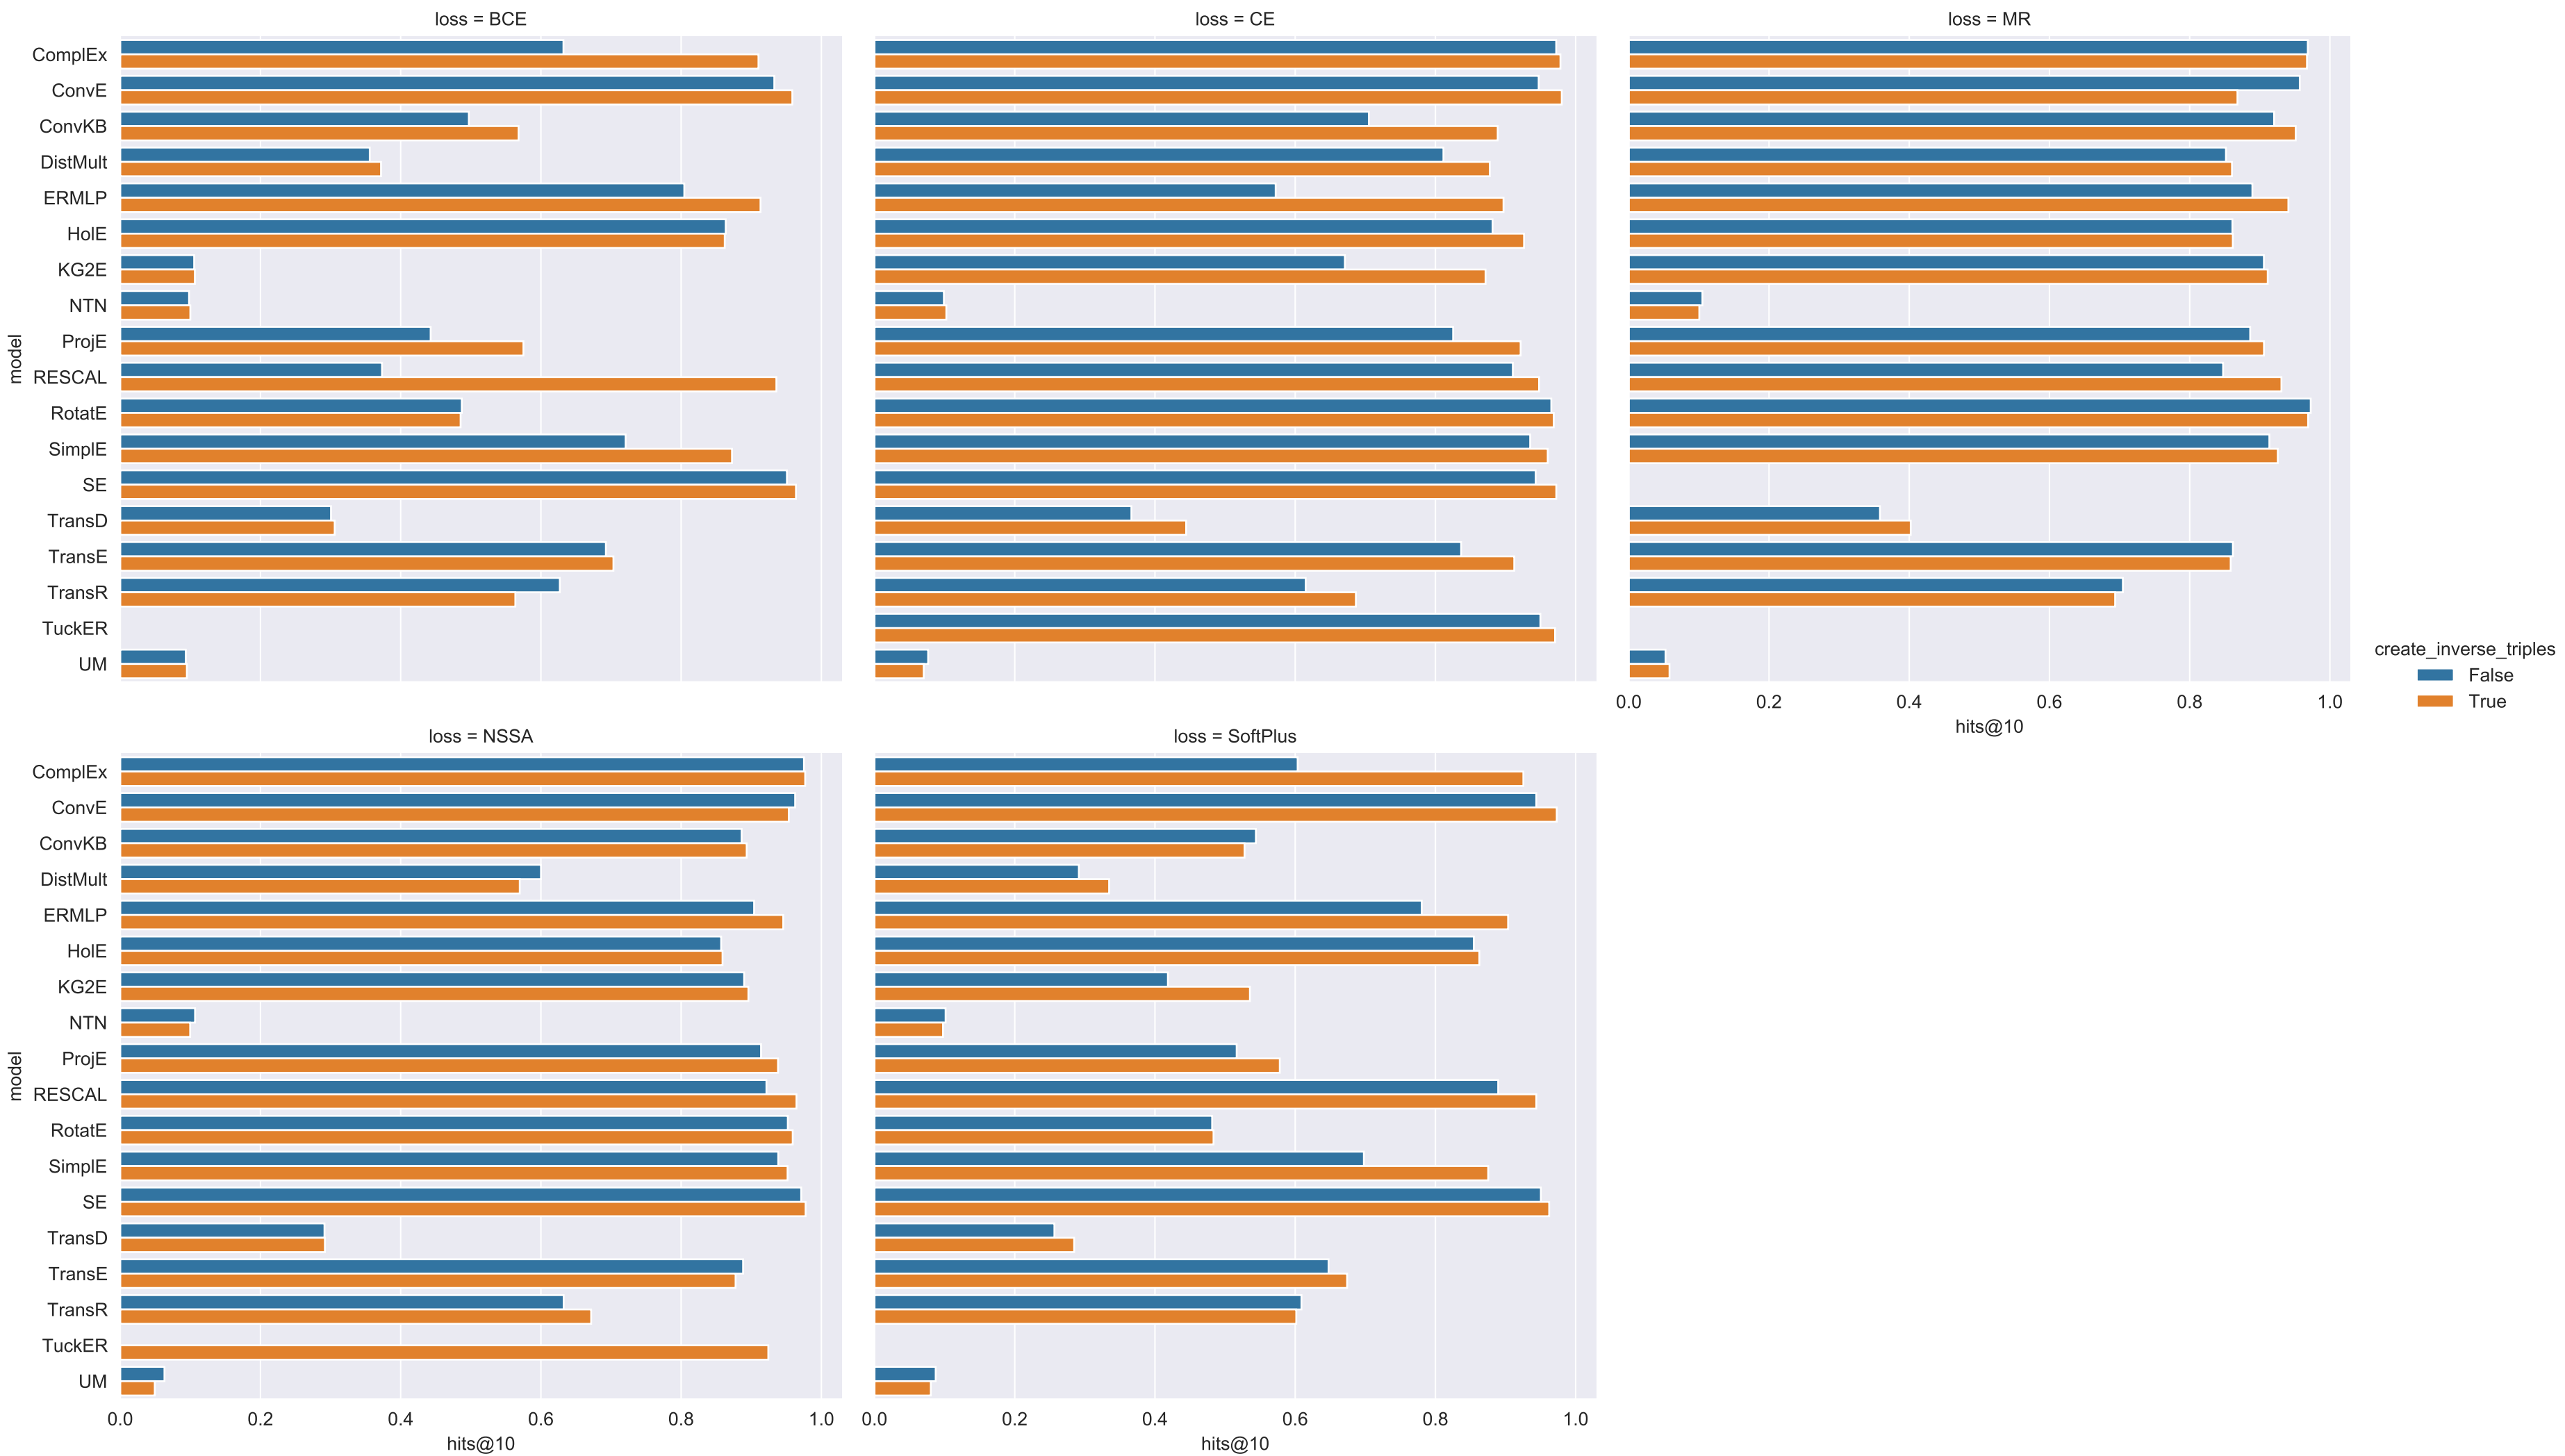 loss = BCE
loss = CE
loss = MR
model
ComplEx
ConvE
ConvKB
DistMult
ERMLP
HolE
KG2E
NTN
ProjE
RESCAL
RotatE
SimplE
SE
TransD
TransE
TransR
TuckER
UM
0.0 0.2 0.4 0.6 0.8 1.0
hits@10
create_inverse_triples
False
True
loss = NSSA
loss = SoftPlus
model
ComplEx
ConvE
ConvKB
DistMult
ERMLP
HolE
KG2E
NTN
ProjE
RESCAL
RotatE
SimplE
SE
TransD
TransE
TransR
TuckER
UM
0.0 0.2 0.4 0.6 0.8 1.0
hits@10
0.0 0.2 0.4 0.6 0.8 1.0
hits@10